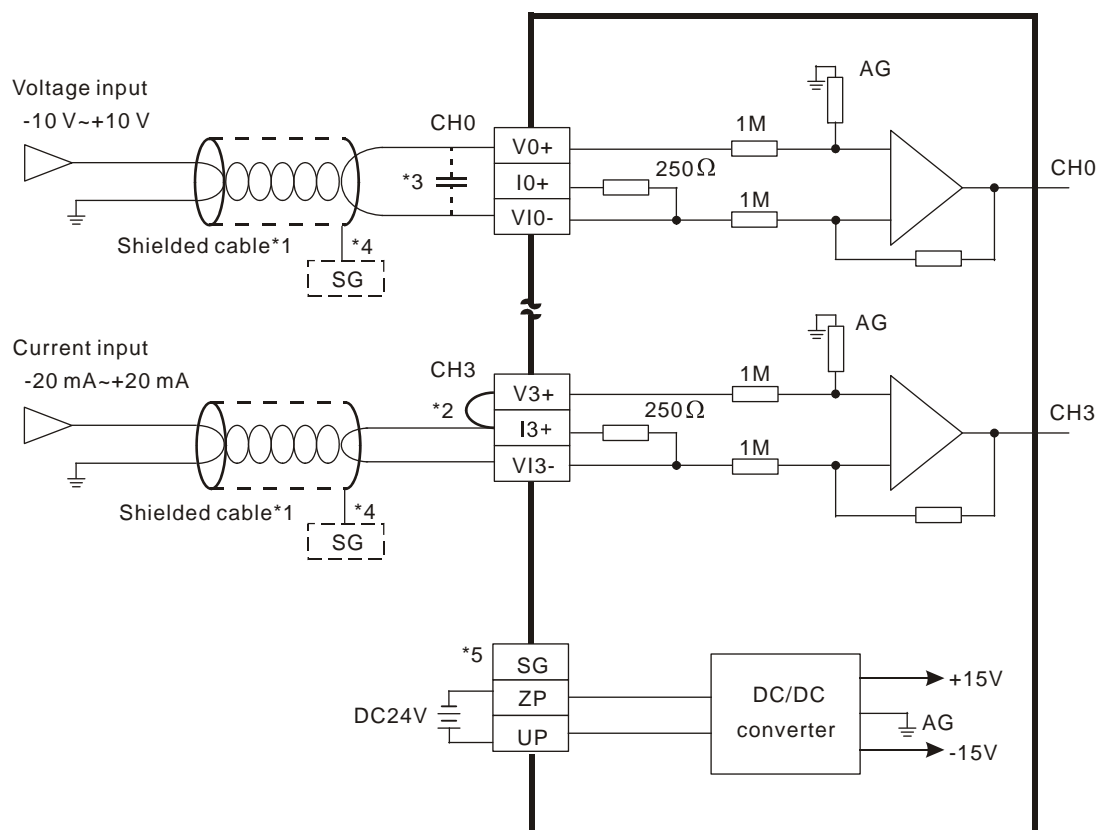 Voltage input
-10 V~+10 V
CH0
*3
V0+
I0+
VI0-
250Ω
1M
1M
AG
CH0
Shielded cable*1
*4
SG
Current input
-20 mA~+20 mA
CH3
*2
V3+
I3+
VI3-
250Ω
1M
1M
AG
CH3
Shielded cable*1
*4
SG
*5
SG
ZP
UP
DC24V
DC/DC
converter
+15V
AG
-15V